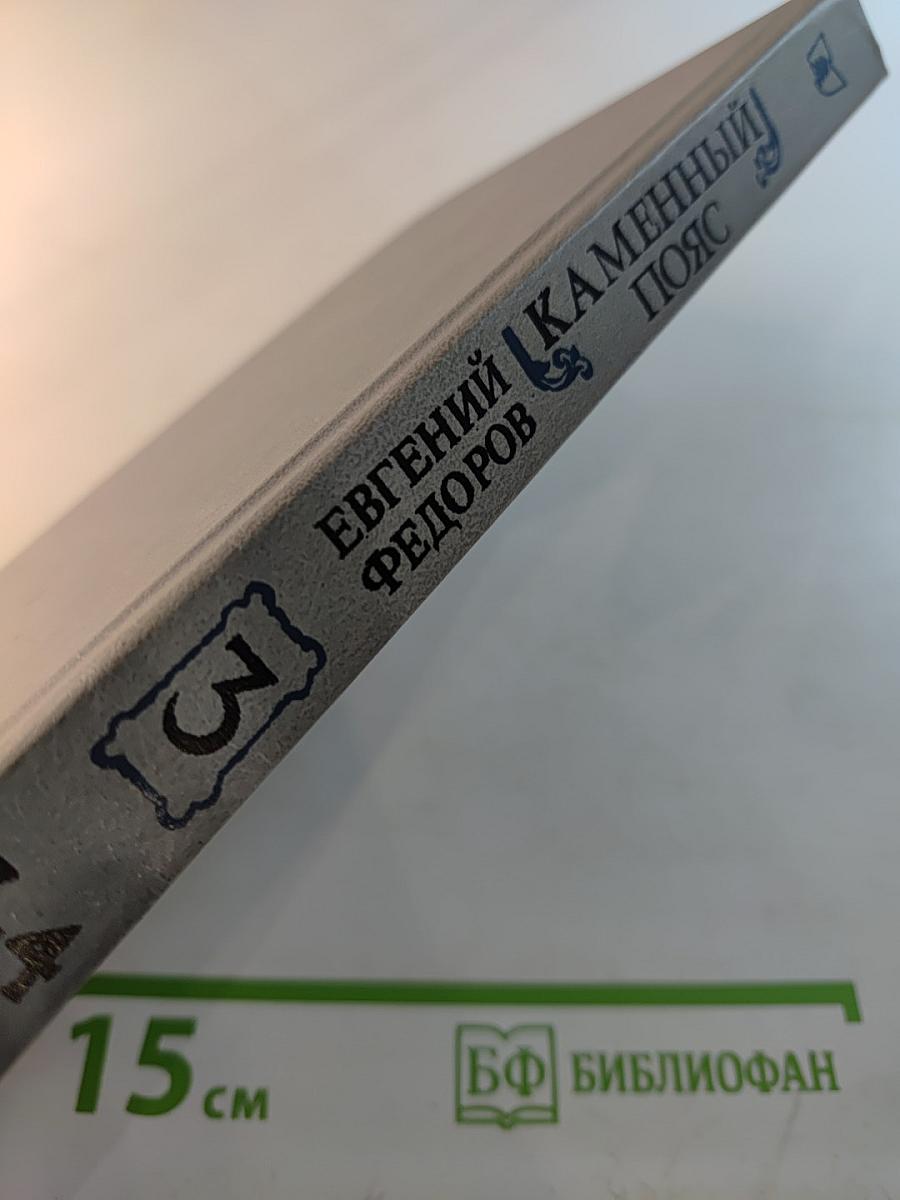 ЕВГЕНИЙ
ФЕДОРОВ
КАМЕННЫЙ
ПОЯС
3
15 см
БФ БИБЛИОФАН